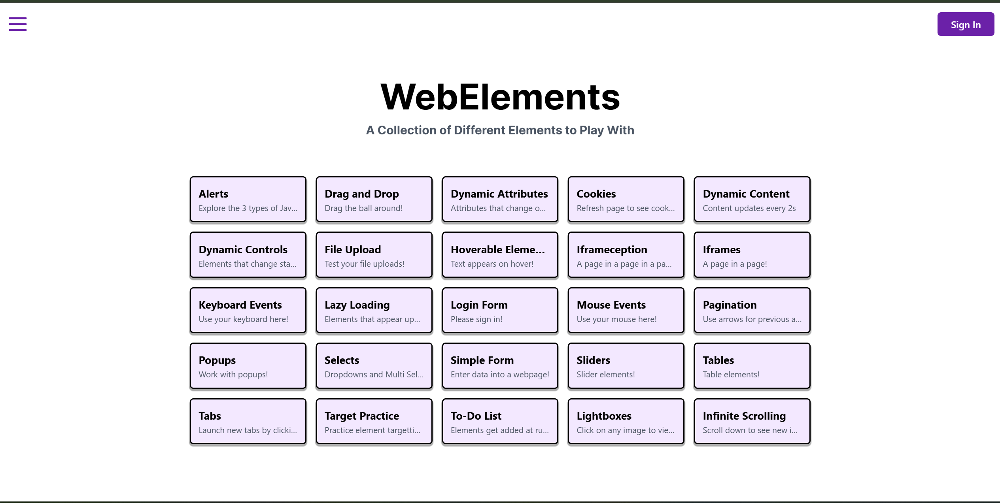 Sign In
WebElements
A Collection of Different Elements to Play With
Alerts
Explore the 3 types of Jav...
Drag and Drop
Drag the ball around!
Dynamic Attributes
Attributes that change o...
Cookies
Refresh page to see cook...
Dynamic Content
Content updates every 2s
Dynamic Controls
Elements that change sta...
File Upload
Test your file uploads!
Hoverable Eleme...
Text appears on hover!
Iframeception
A page in a page in a pa...
Iframes
A page in a page!
Keyboard Events
Use your keyboard here!
Lazy Loading
Elements that appear up...
Login Form
Please sign in!
Mouse Events
Use your mouse here!
Pagination
Use arrows for previous a...
Popups
Work with popups!
Selects
Dropdowns and Multi Sel...
Simple Form
Enter data into a webpage!
Sliders
Slider elements!
Tables
Table elements!
Tabs
Launch new tabs by clicki...
Target Practice
Practice element targetti...
To-Do List
Elements get added at ru...
Lightboxes
Click on any image to vie...
Infinite Scrolling
Scroll down to see new i...